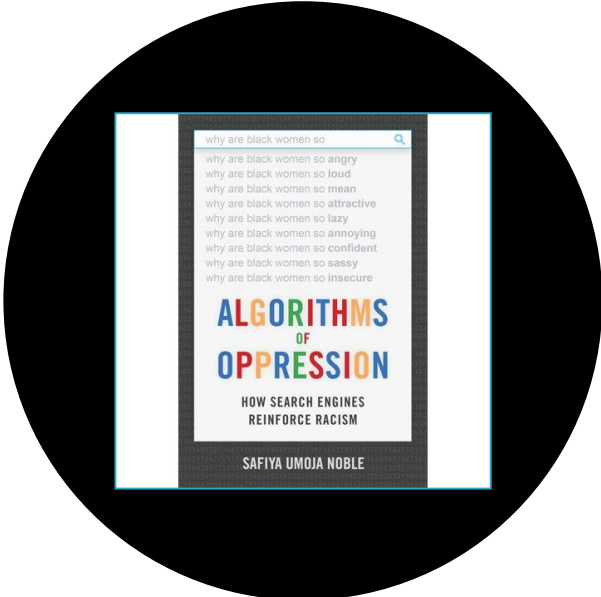 why are black women so
why are black women so angry
why are black women so loud
why are black women so mean
why are black women so attractive
why are black women so lazy
why are black women so annoying
why are black women so confident
why are black women so sassy
why are black women so insecure
ALGORITHMS
OF
OPPRESSION
HOW SEARCH ENGINES
REINFORCE RACISM
SAFIYA UMOJA NOBLE